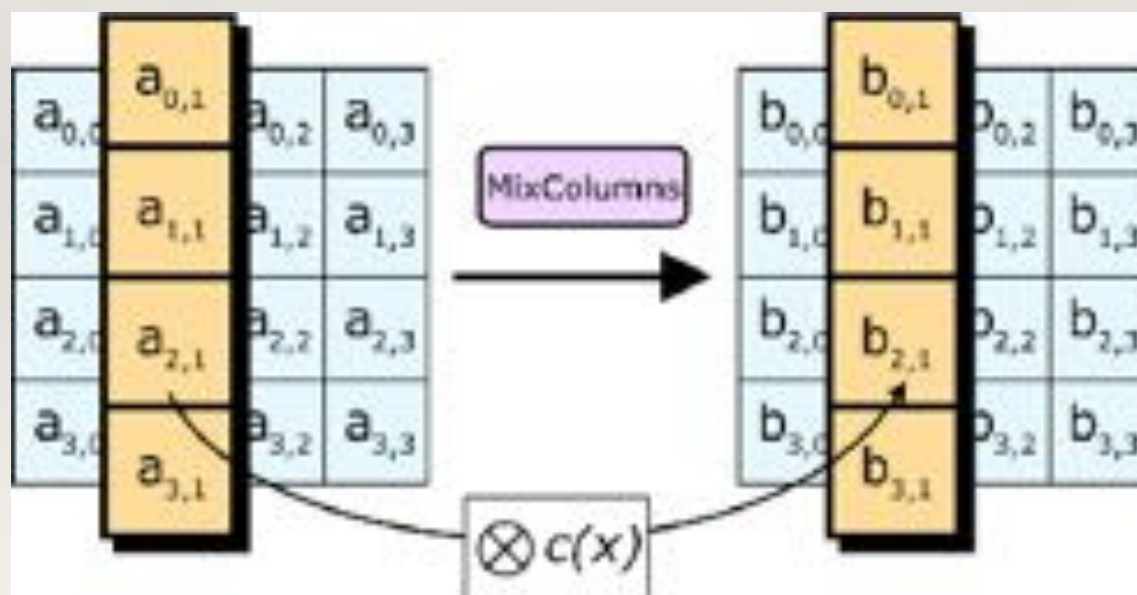 a0,0 a0,1 a0,2 a0,3
a1,0 a1,1 a1,2 a1,3
a2,0 a2,1 a2,2 a2,3
a3,0 a3,1 a3,2 a3,3
MixColumns
⊗ c(x)
b0,0 b0,1 b0,2 b0,3
b1,0 b1,1 b1,2 b1,3
b2,0 b2,1 b2,2 b2,3
b3,0 b3,1 b3,2 b3,3